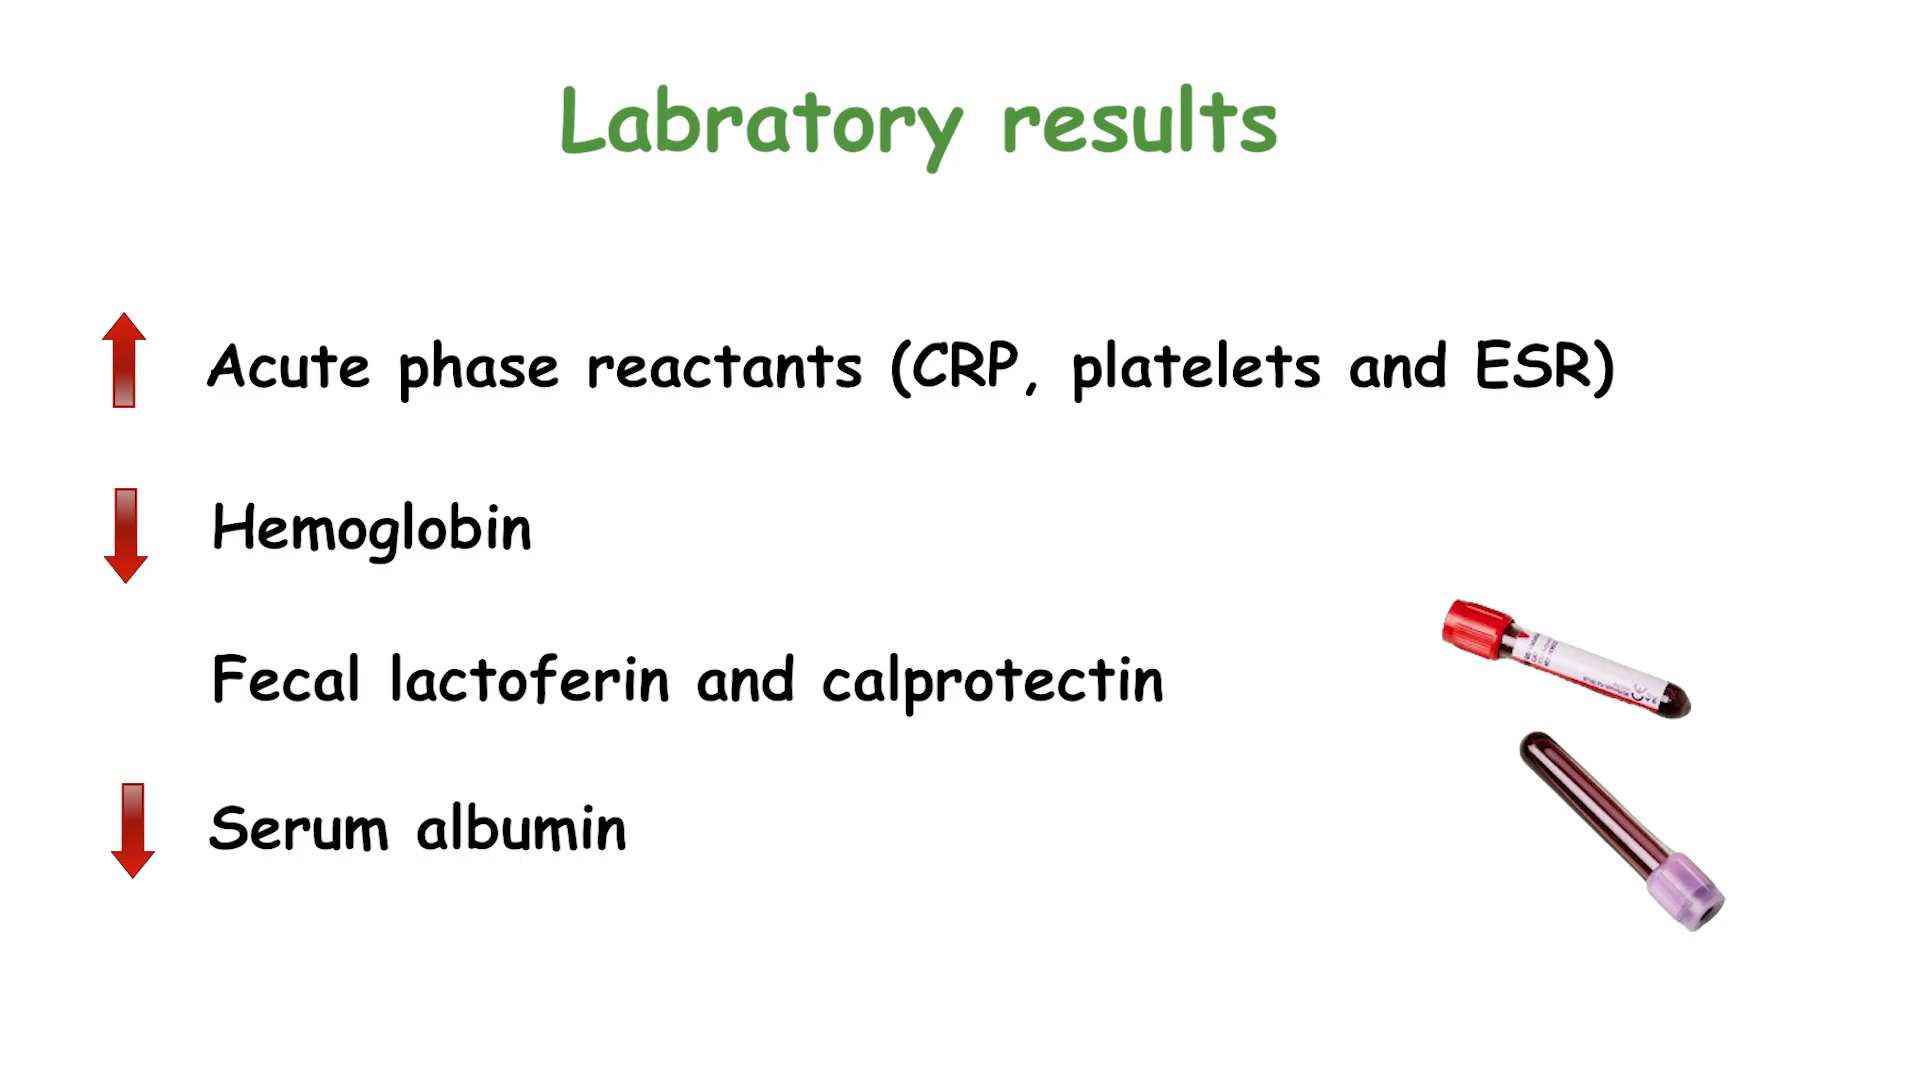 Labratory results
Acute phase reactants (CRP, platelets and ESR)
Hemoglobin
Fecal lactoferin and calprotectin
Serum albumin